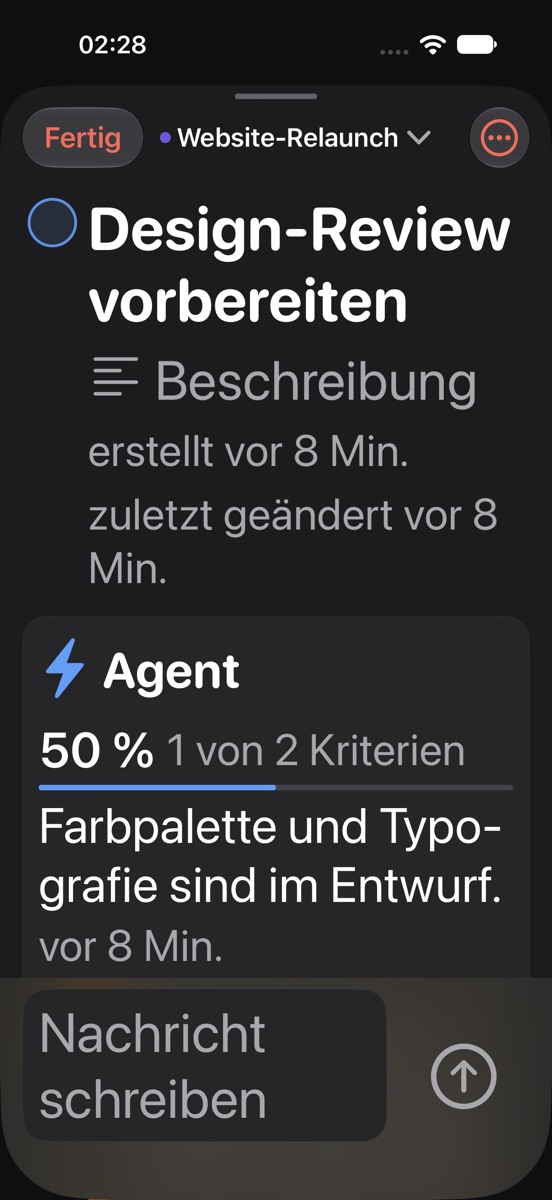 02:28
Fertig
Website-Relaunch
Design-Review
vorbereiten
Beschreibung
erstellt vor 8 Min.
zuletzt geändert vor 8
Min.
Agent
50 % 1 von 2 Kriterien
Farbpalette und Typo-
grafie sind im Entwurf.
vor 8 Min.
Nachricht
schreiben